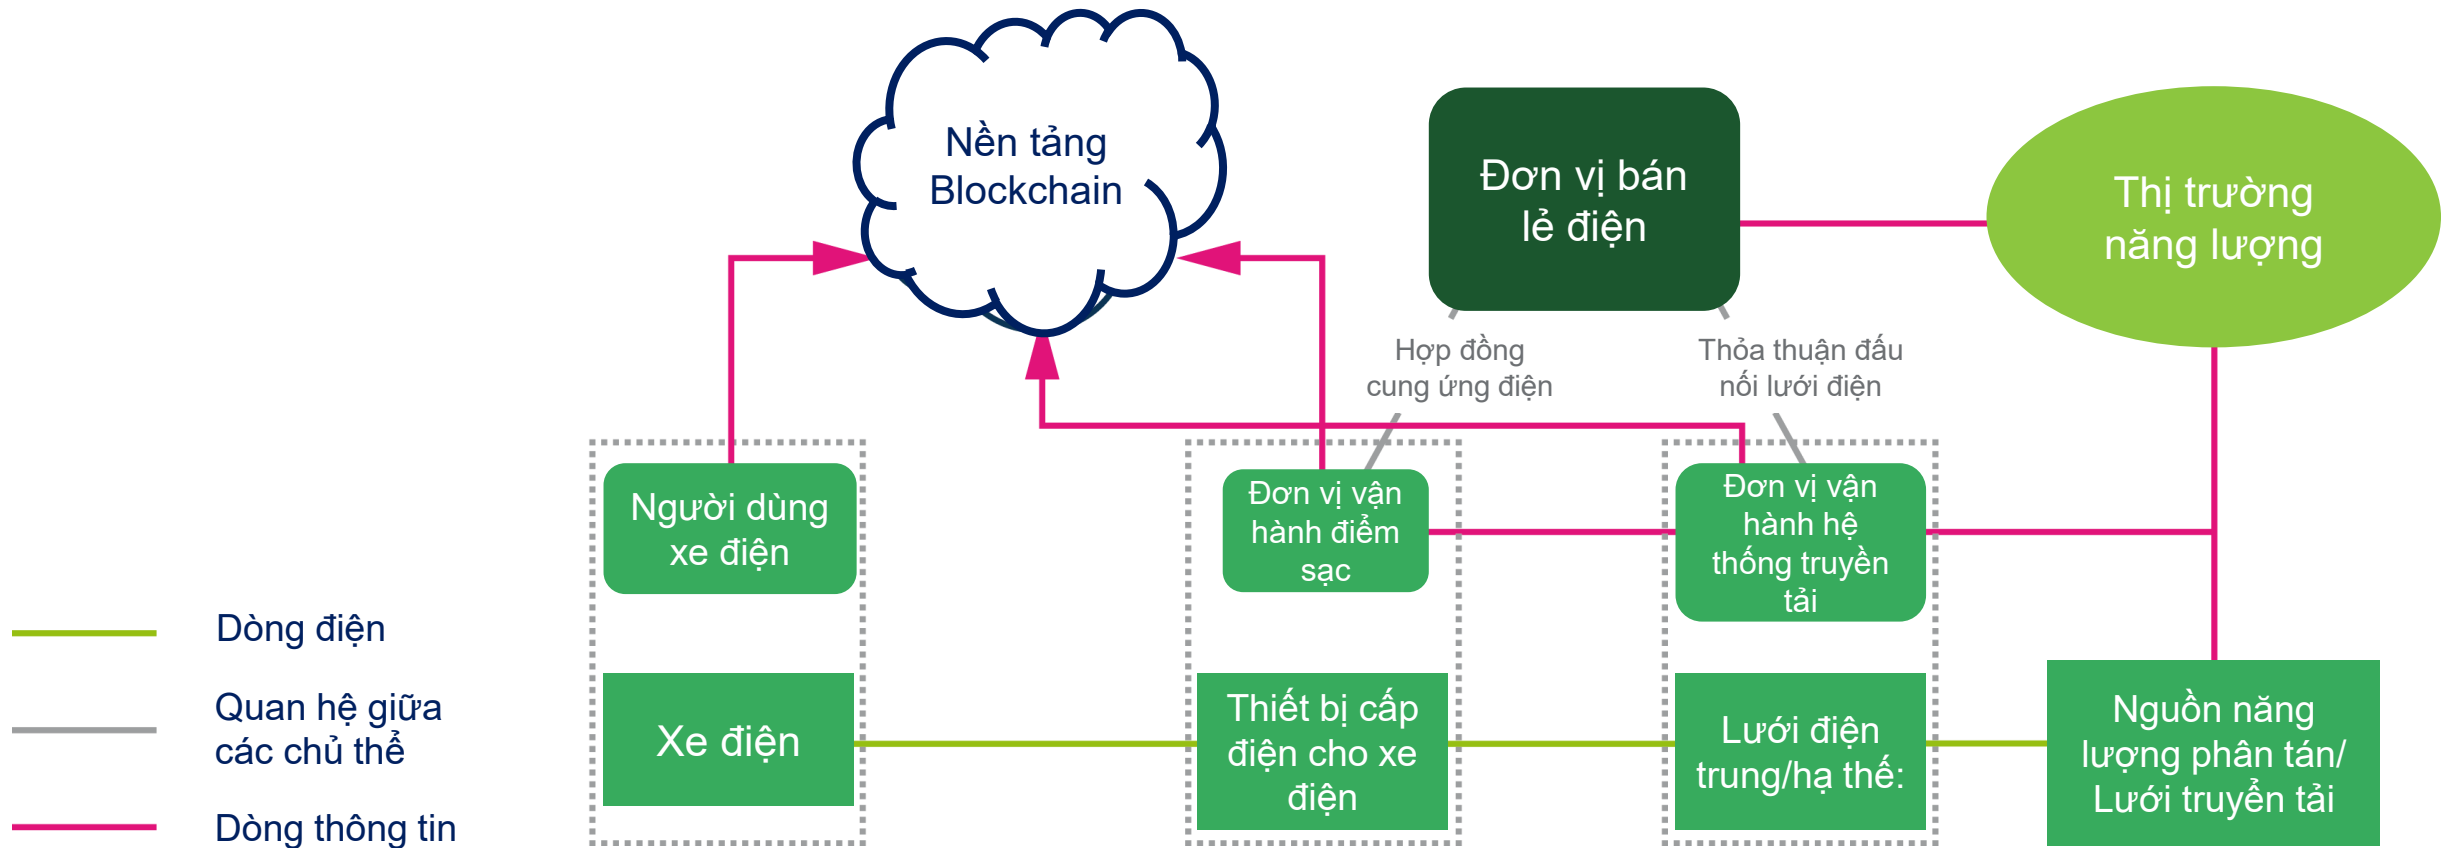 Nền tảng
Blockchain
Đơn vị bán
lẻ điện
Thị trường
năng lượng
Hợp đồng
cung ứng điện
Thỏa thuận đấu
nối lưới điện
Người dùng
xe điện
Đơn vị vận
hành điểm
sạc
Đơn vị vận
hành hệ
thống truyền
tải
Dòng điện
Quan hệ giữa
các chủ thể
Dòng thông tin
Xe điện
Thiết bị cấp
điện cho xe
điện
Lưới điện
trung/hạ thế:
Nguồn năng
lượng phân tán/
Lưới truyển tải